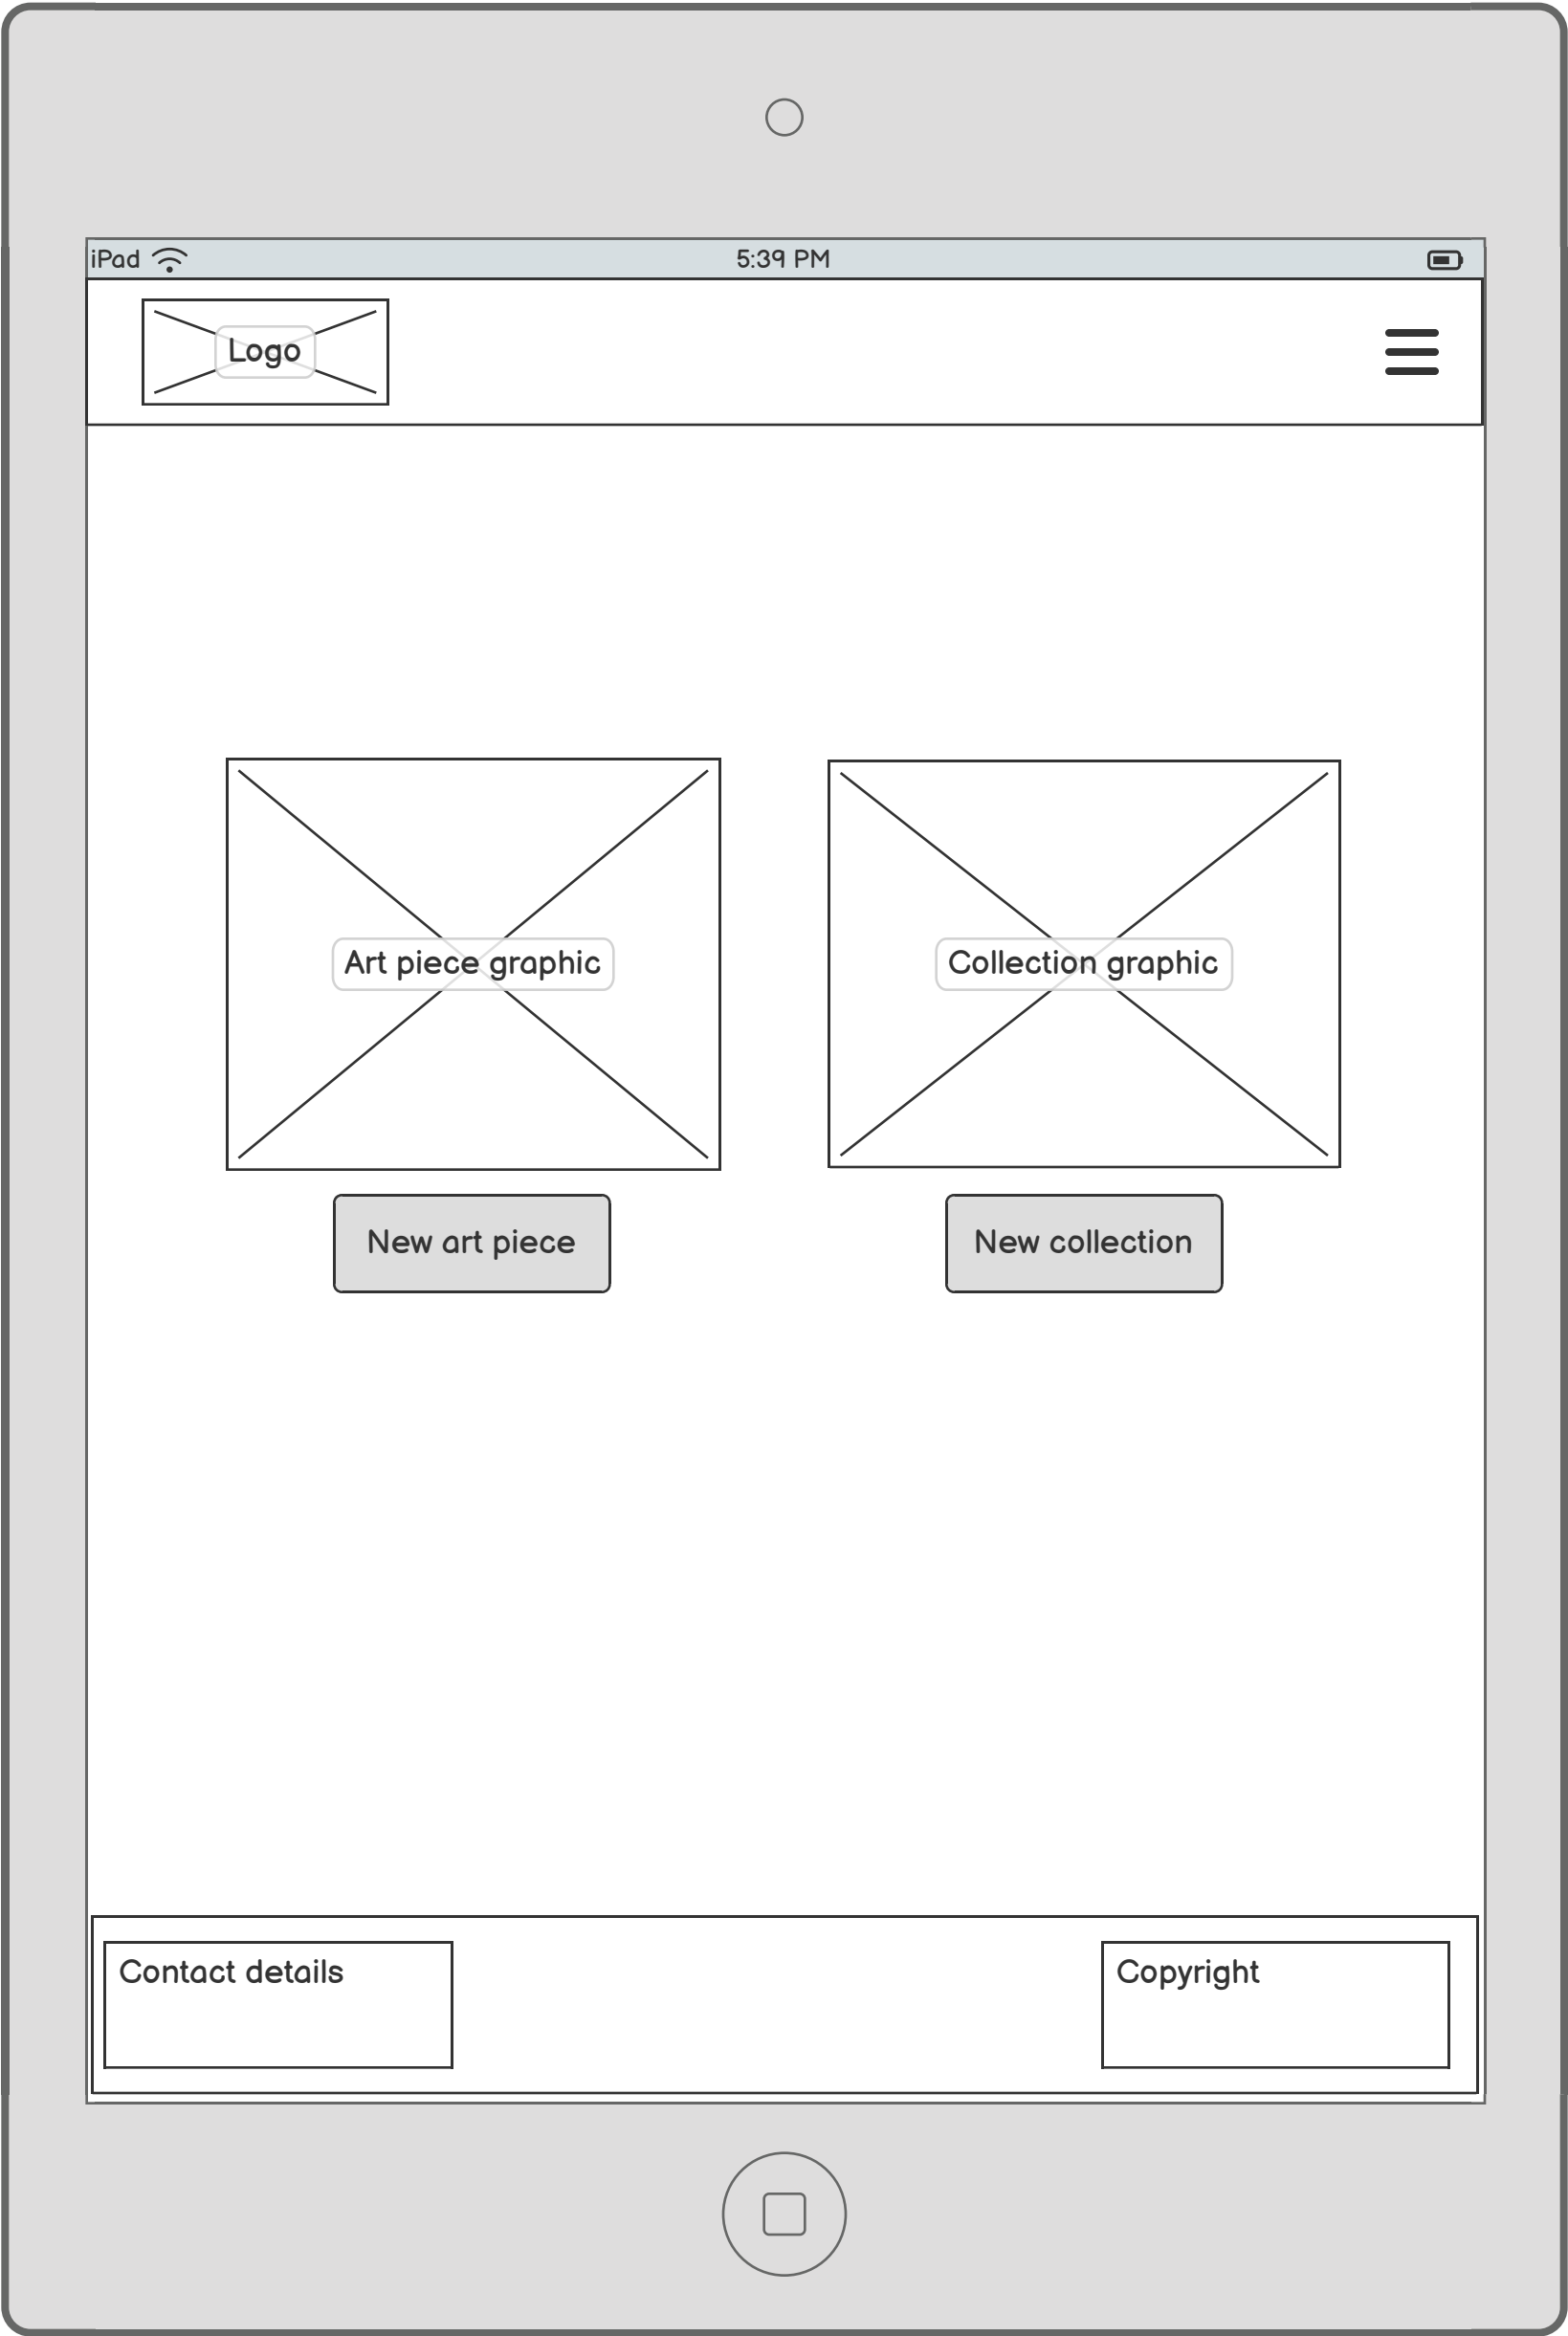 iPad
5:39 PM
Logo
Art piece graphic
Collection graphic
New art piece
New collection
Contact details
Copyright